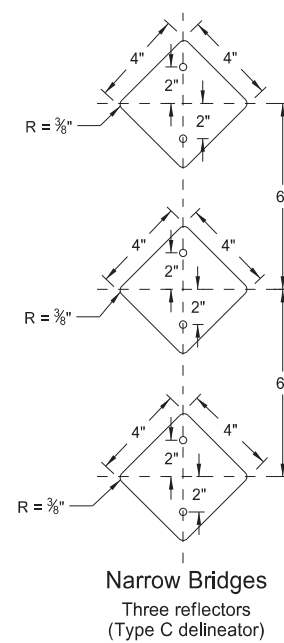 4"
4"
2"
2"
R = ⅜"
6
4"
4"
2"
2"
R = ⅜"
6
4"
4"
2"
2"
R = ⅜"
Narrow Bridges
Three reflectors
(Type C delineator)